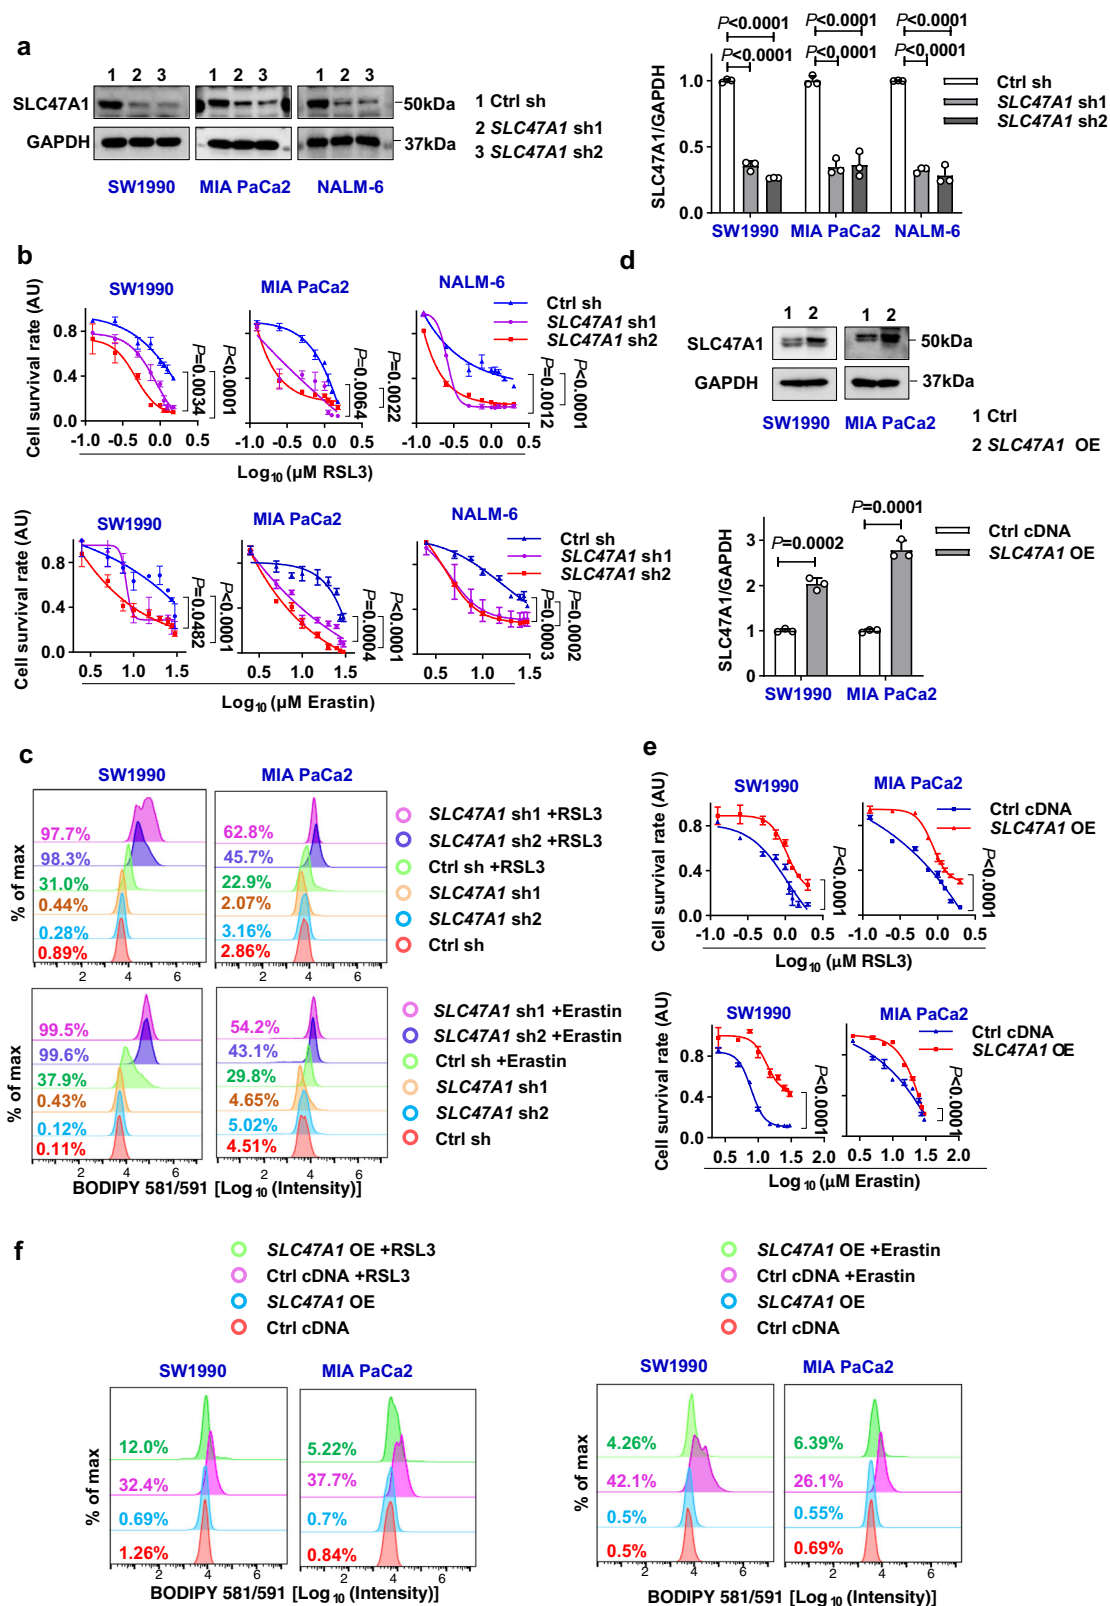 a
1 2 3 1 2 3 1 2 3
SLC47A1
50kDa
GAPDH
37kDa
SW1990 MIA PaCa2 NALM-6
1 Ctrl sh
2 SLC47A1 sh1
3 SLC47A1 sh2
P<0.0001 P<0.0001 P<0.0001
P<0.0001 P<0.0001 P<0.0001
SLC47A1/GAPDH
1.0
0.5
0.0
SW1990 MIA PaCa2 NALM-6
Ctrl sh
SLC47A1 sh1
SLC47A1 sh2
b
SW1990 MIA PaCa2 NALM-6
Cell survival rate (AU)
0.8
0.4
0.0
-1.0 -0.5 0.0 0.5
-1.0 -0.5 0.0 0.5
-1.0 -0.5 0.0 0.5
P=0.0034
P<0.0001
P=0.0064
P=0.0022
P=0.0012
P<0.0001
Ctrl sh
SLC47A1 sh1
SLC47A1 sh2
Log10 (μM RSL3)
SW1990 MIA PaCa2 NALM-6
Cell survival rate (AU)
0.8
0.4
0.0
0.5 1.0 1.5
0.5 1.0 1.5
0.5 1.0 1.5
P=0.0482
P<0.0001
P=0.0004
P<0.0001
P=0.0003
P=0.0002
Ctrl sh
SLC47A1 sh1
SLC47A1 sh2
Log10 (μM Erastin)
c
SW1990 MIA PaCa2
% of max
97.7%
98.3%
31.0%
0.44%
0.28%
0.89%
62.8%
45.7%
22.9%
2.07%
3.16%
2.86%
2 4 6
2 4 6
SLC47A1 sh1 +RSL3
SLC47A1 sh2 +RSL3
Ctrl sh +RSL3
SLC47A1 sh1
SLC47A1 sh2
Ctrl sh
% of max
99.5%
99.6%
37.9%
0.43%
0.12%
0.11%
54.2%
43.1%
29.8%
4.65%
5.02%
4.51%
2 4 6
2 4 6
SLC47A1 sh1 +Erastin
SLC47A1 sh2 +Erastin
Ctrl sh +Erastin
SLC47A1 sh1
SLC47A1 sh2
Ctrl sh
BODIPY 581/591 [Log10 (Intensity)]
d
1 2 1 2
SLC47A1
50kDa
GAPDH
37kDa
SW1990 MIA PaCa2
1 Ctrl
2 SLC47A1 OE
P=0.0001
P=0.0002
SLC47A1/GAPDH
3
2
1
0
SW1990 MIA PaCa2
Ctrl cDNA
SLC47A1 OE
e
SW1990 MIA PaCa2
Cell survival rate (AU)
0.8
0.4
0.0
-1.0 -0.5 0.0 0.5
-1.0 -0.5 0.0 0.5
P<0.0001
P<0.0001
Ctrl cDNA
SLC47A1 OE
Log10 (μM RSL3)
SW1990 MIA PaCa2
Cell survival rate (AU)
0.8
0.4
0.0
0.5 1.0 1.5 2.0
0.5 1.0 1.5 2.0
P<0.0001
P<0.0001
Ctrl cDNA
SLC47A1 OE
Log10 (μM Erastin)
f
SLC47A1 OE +RSL3
Ctrl cDNA +RSL3
SLC47A1 OE
Ctrl cDNA
SW1990 MIA PaCa2
% of max
12.0%
32.4%
0.69%
1.26%
5.22%
37.7%
0.7%
0.84%
2 4 6
2 4 6
BODIPY 581/591 [Log10 (Intensity)]
SLC47A1 OE +Erastin
Ctrl cDNA +Erastin
SLC47A1 OE
Ctrl cDNA
SW1990 MIA PaCa2
% of max
4.26%
42.1%
0.5%
0.5%
6.39%
26.1%
0.55%
0.69%
2 4 6
2 4 6
BODIPY 581/591 [Log10 (Intensity)]